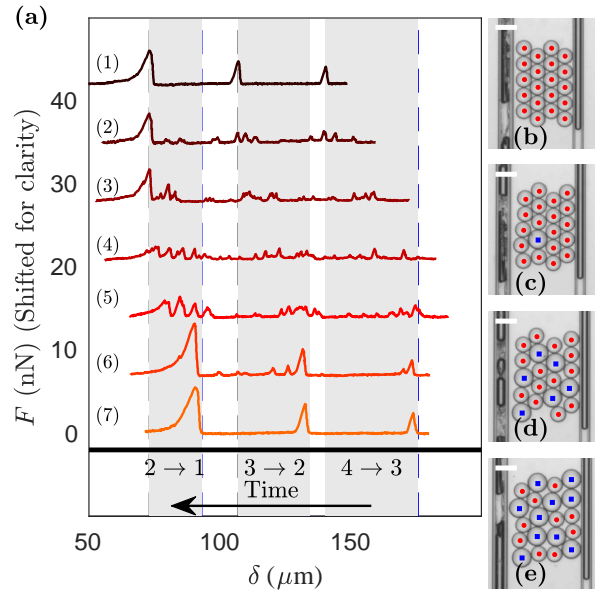 (a)
F (nN) (Shifted for clarity)
40
30
20
10
0
(1)
(2)
(3)
(4)
(5)
(6)
(7)
2 → 1
3 → 2
4 → 3
Time
50
100
150
δ (μm)
(b)
(c)
(d)
(e)